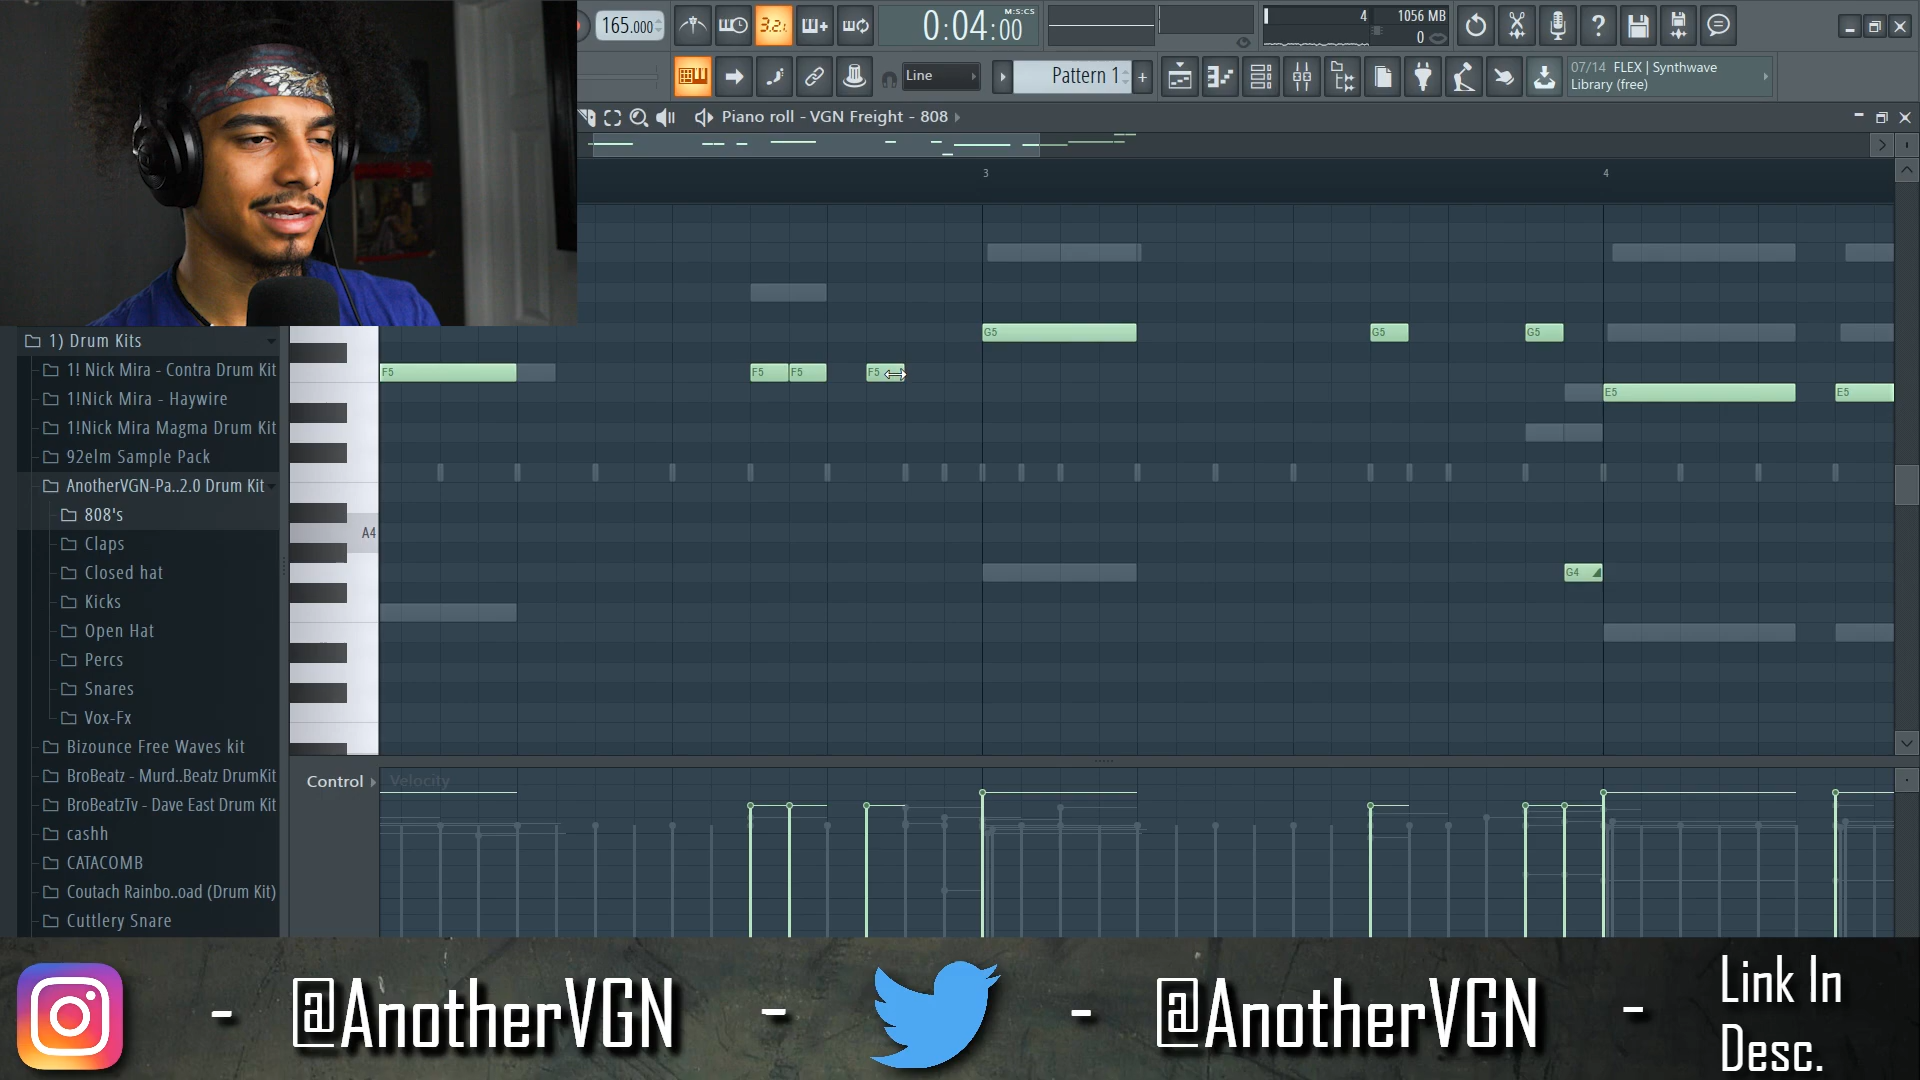 165.000
3.2.
0:04:00
M:S:CS
4
1056 MB
0
?
Line
Pattern 1
+
07/14 FLEX | Synthwave
Library (free)
Piano roll - VGN Freight - 808
3
4
1) Drum Kits
1! Nick Mira - Contra Drum Kit
1!Nick Mira - Haywire
1!Nick Mira Magma Drum Kit
92elm Sample Pack
AnotherVGN-Pa..2.0 Drum Kit
808's
Claps
Closed hat
Kicks
Open Hat
Percs
Snares
Vox-Fx
Bizounce Free Waves kit
BroBeatz - Murd..Beatz DrumKit
BroBeatzTv - Dave East Drum Kit
cashh
CATACOMB
Coutach Rainbo..oad (Drum Kit)
Cuttlery Snare
G5
G5
G5
F5
F5
F5
F5
E5
E5
A4
G4
Control
Velocity
- @AnotherVGN - - @AnotherVGN -
Link In
Desc.